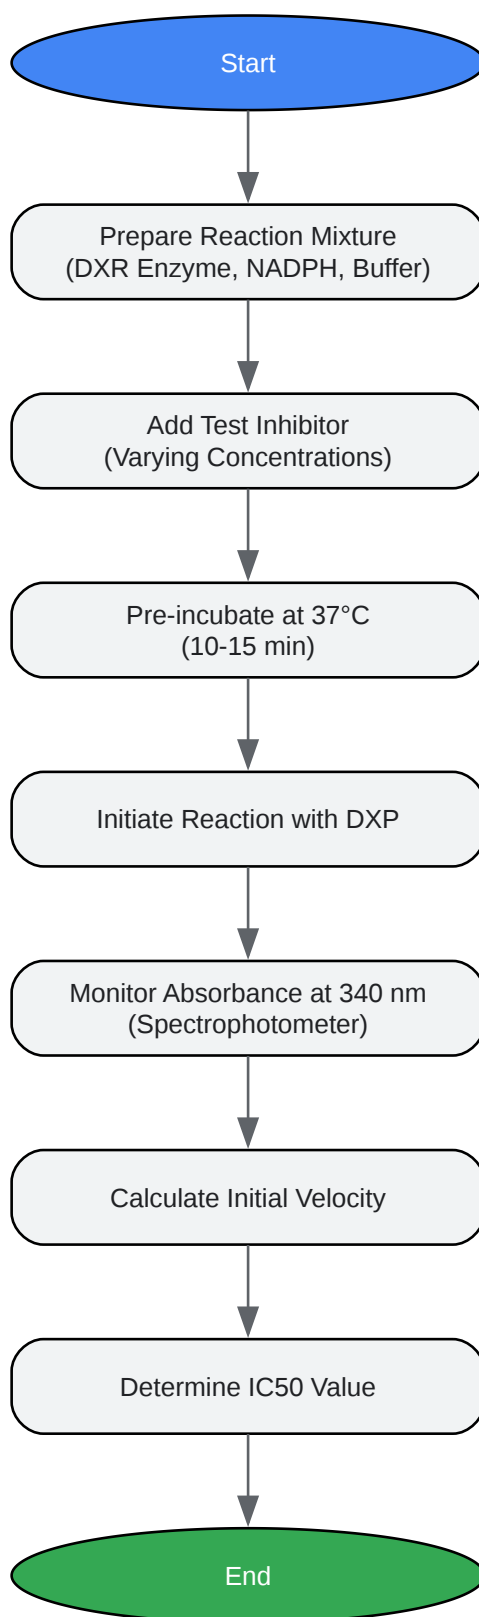 Start
Prepare Reaction Mixture
(DXR Enzyme, NADPH, Buffer)
Add Test Inhibitor
(Varying Concentrations)
Pre-incubate at 37°C
(10-15 min)
Initiate Reaction with DXP
Monitor Absorbance at 340 nm
(Spectrophotometer)
Calculate Initial Velocity
Determine IC50 Value
End